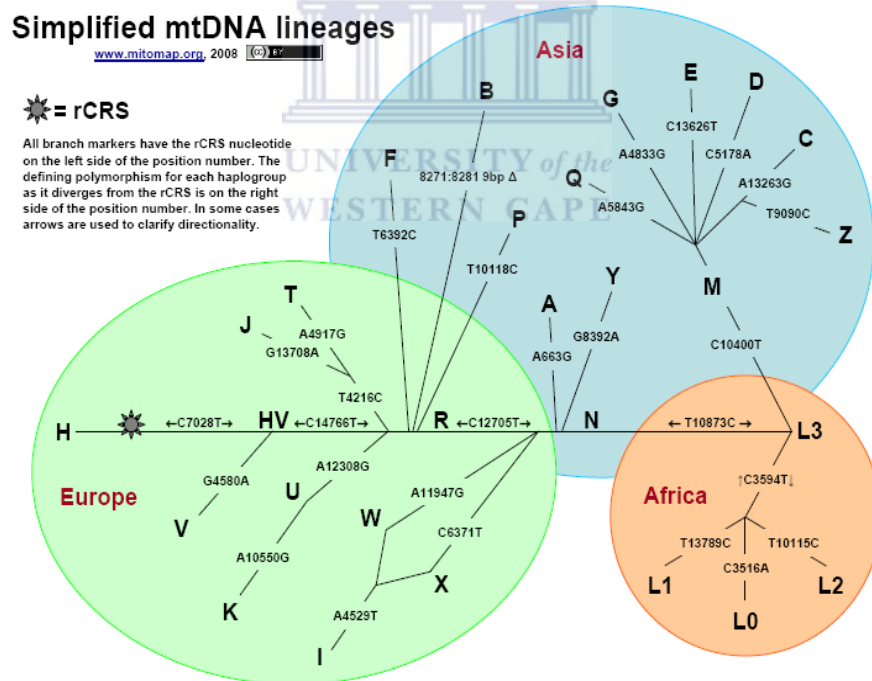 Simplified mtDNA lineages
www.mitomap.org, 2008 (cc) BY
= rCRS
All branch markers have the rCRS nucleotide
on the left side of the position number. The
defining polymorphism for each haplogroup
as it diverges from the rCRS is on the right
side of the position number. In some cases
arrows are used to clarify directionality.
UNIVERSITY of the
WESTERN CAPE
Asia
B
G
E
D
F
C
C13626T
A4833G
C5178A
8271:8281 9bp Δ
Q
A13263G
A5843G
T9090C
P
Z
T6392C
T10118C
Y
M
T
A
J
A4917G
G8392A
G13708A
A663G
C10400T
T4216C
H
←C7028T→
HV
←C14766T→
R
←C12705T→
N
← T10873C →
L3
G4580A
A12308G
↑C3594T↓
Europe
U
A11947G
Africa
V
W
C6371T
T13789C
T10115C
A10550G
C3516A
X
L1
L2
K
A4529T
L0
I